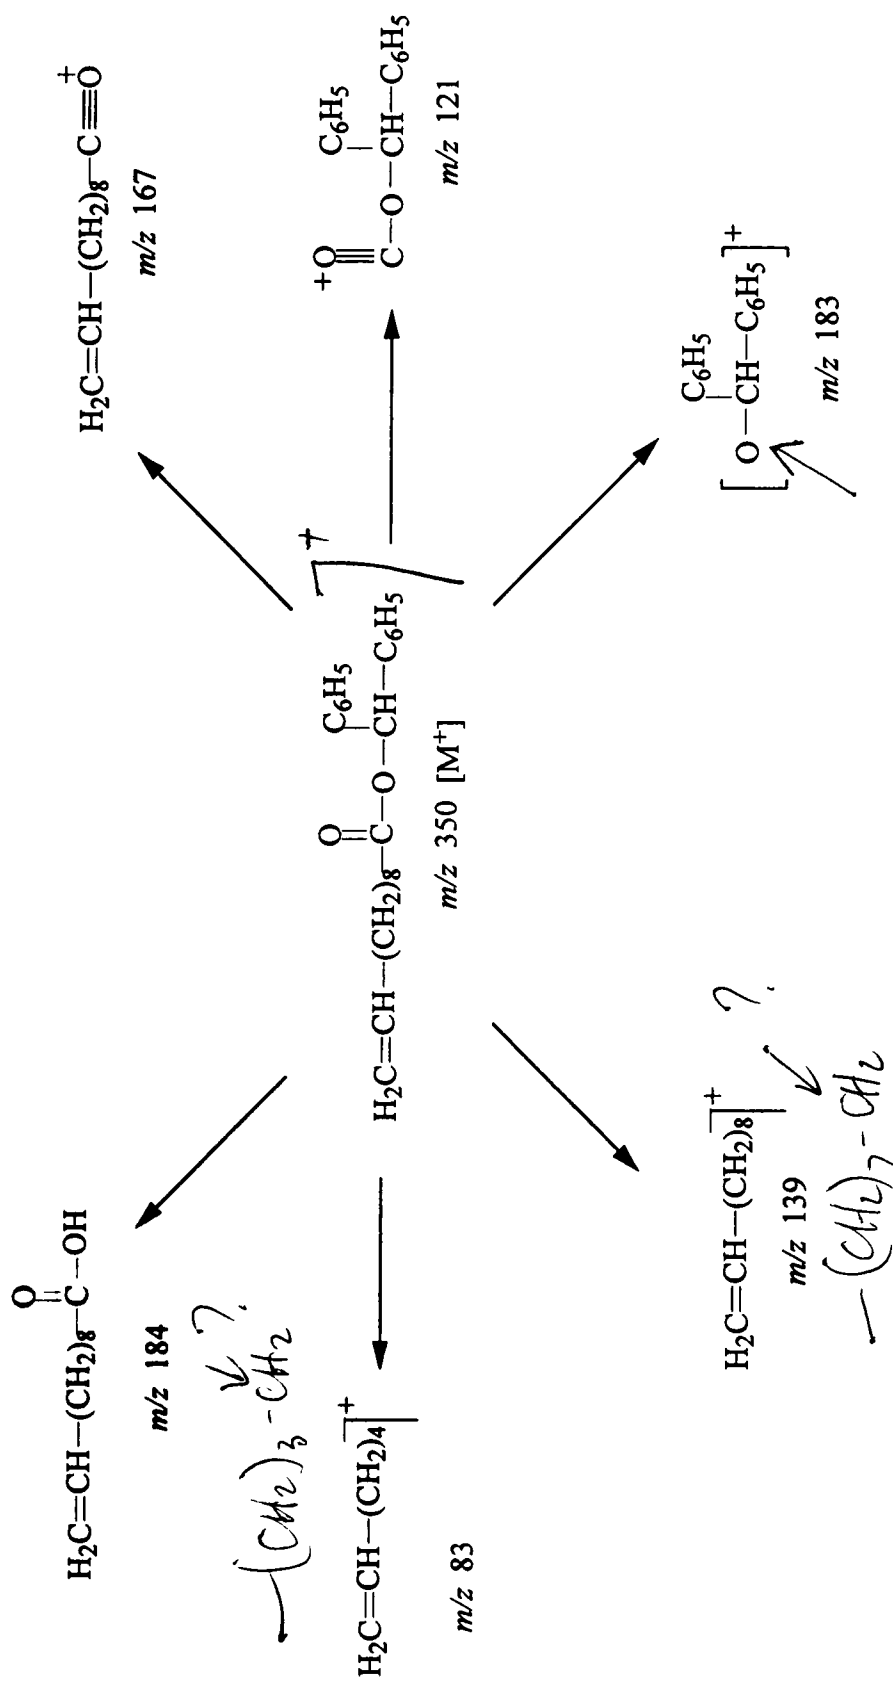 O
H₂C=CH—(CH₂)₈—C—OH
m/z 184
—(CH₂)₃-CH₂ ?.
H₂C=CH—(CH₂)₄ +
m/z 83
H₂C=CH—(CH₂)₈—C≡O +
m/z 167
O C₆H₅ +
H₂C=CH—(CH₂)₈—C—O—CH—C₆H₅
m/z 350 [M⁺]
+O C₆H₅
C—O—CH—C₆H₅
m/z 121
H₂C=CH—(CH₂)₈ + ?.
m/z 139
—(CH₂)₇-CH₂
C₆H₅
[O—CH—C₆H₅]+
m/z 183